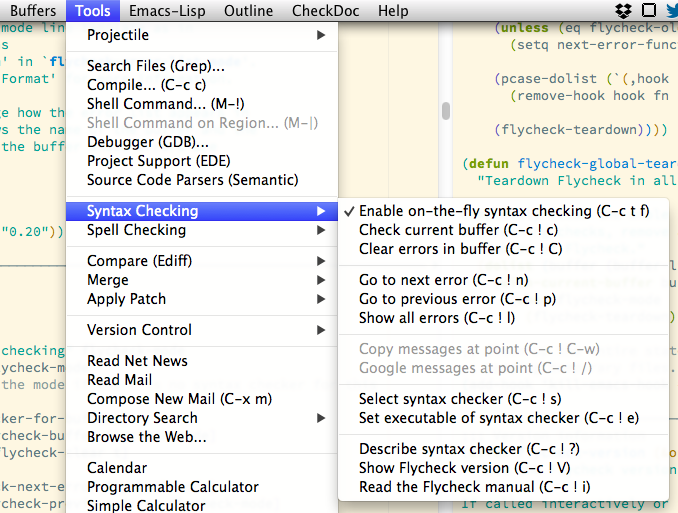 Buffers Tools Emacs-Lisp Outline CheckDoc Help
mode lin
s
' in `fl
Format'
ge how th
ws the na
the buff
"0.20"))
checking
lycheck-m
the mode
ker-for-
check-bu
flycheck-
k-next-e
check-pr
Projectile
Search Files (Grep)...
Compile... (C-c c)
Shell Command... (M-!)
Shell Command on Region... (M-|)
Debugger (GDB)...
Project Support (EDE)
Source Code Parsers (Semantic)
Syntax Checking
Spell Checking
Compare (Ediff)
Merge
Apply Patch
Version Control
Read Net News
Read Mail
Compose New Mail (C-x m)
Directory Search
Browse the Web...
Calendar
Programmable Calculator
Simple Calculator
(unless (eq flycheck-ol
(setq next-error-func
(pcase-dolist (`(,hook
(remove-hook hook fn
(flycheck-teardown))))
(defun flycheck-global-tear
"Teardown Flycheck in all
✓ Enable on-the-fly syntax checking (C-c t f)
Check current buffer (C-c ! c)
Clear errors in buffer (C-c ! C)
Go to next error (C-c ! n)
Go to previous error (C-c ! p)
Show all errors (C-c ! l)
Copy messages at point (C-c ! C-w)
Google messages at point (C-c ! /)
Select syntax checker (C-c ! s)
Set executable of syntax checker (C-c ! e)
Describe syntax checker (C-c ! ?)
Show Flycheck version (C-c ! V)
Read the Flycheck manual (C-c ! i)
If called interactively or